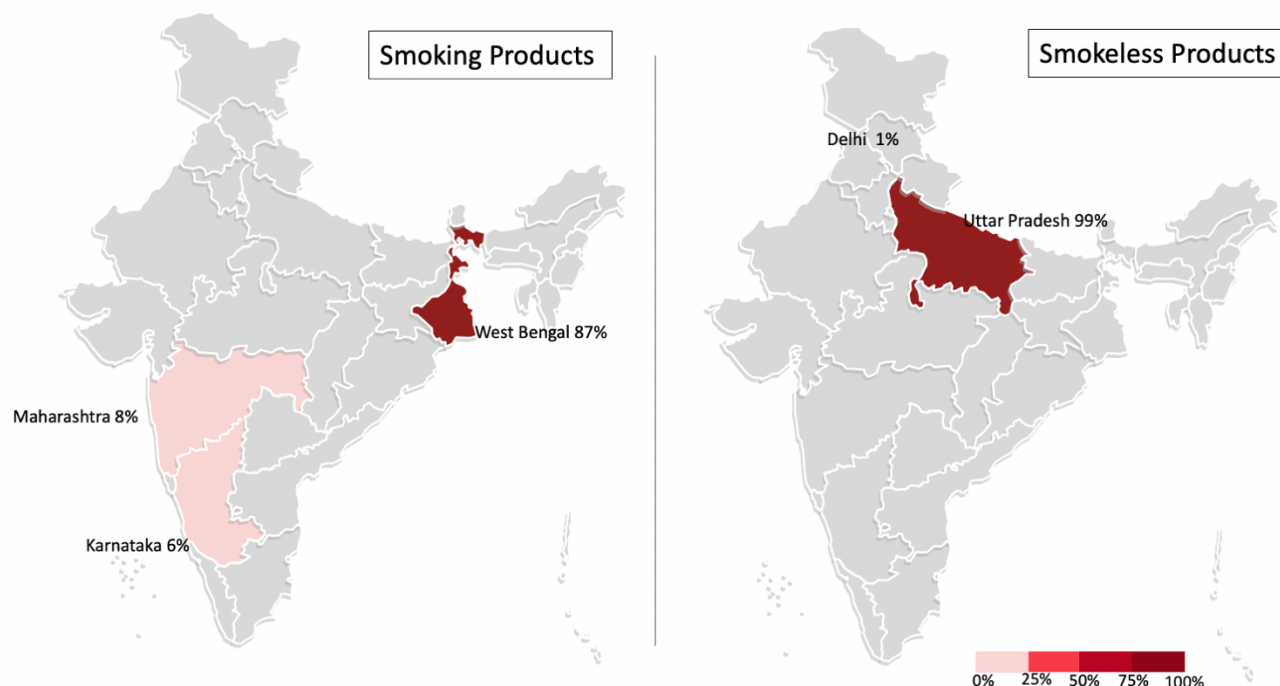 Smoking Products
West Bengal 87%
Maharashtra 8%
Karnataka 6%
Smokeless Products
Delhi 1%
Uttar Pradesh 99%
0% 25% 50% 75% 100%